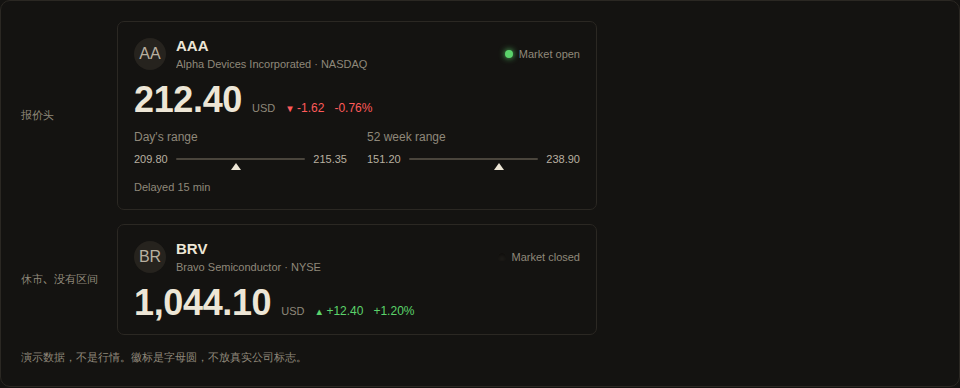 报价头
AA
AAA
Alpha Devices Incorporated · NASDAQ
Market open
212.40 USD ▼ -1.62 -0.76%
Day's range
52 week range
209.80 215.35
151.20 238.90
Delayed 15 min
休市、没有区间
BR
BRV
Bravo Semiconductor · NYSE
Market closed
1,044.10 USD ▲ +12.40 +1.20%
演示数据，不是行情。徽标是字母圆，不放真实公司标志。